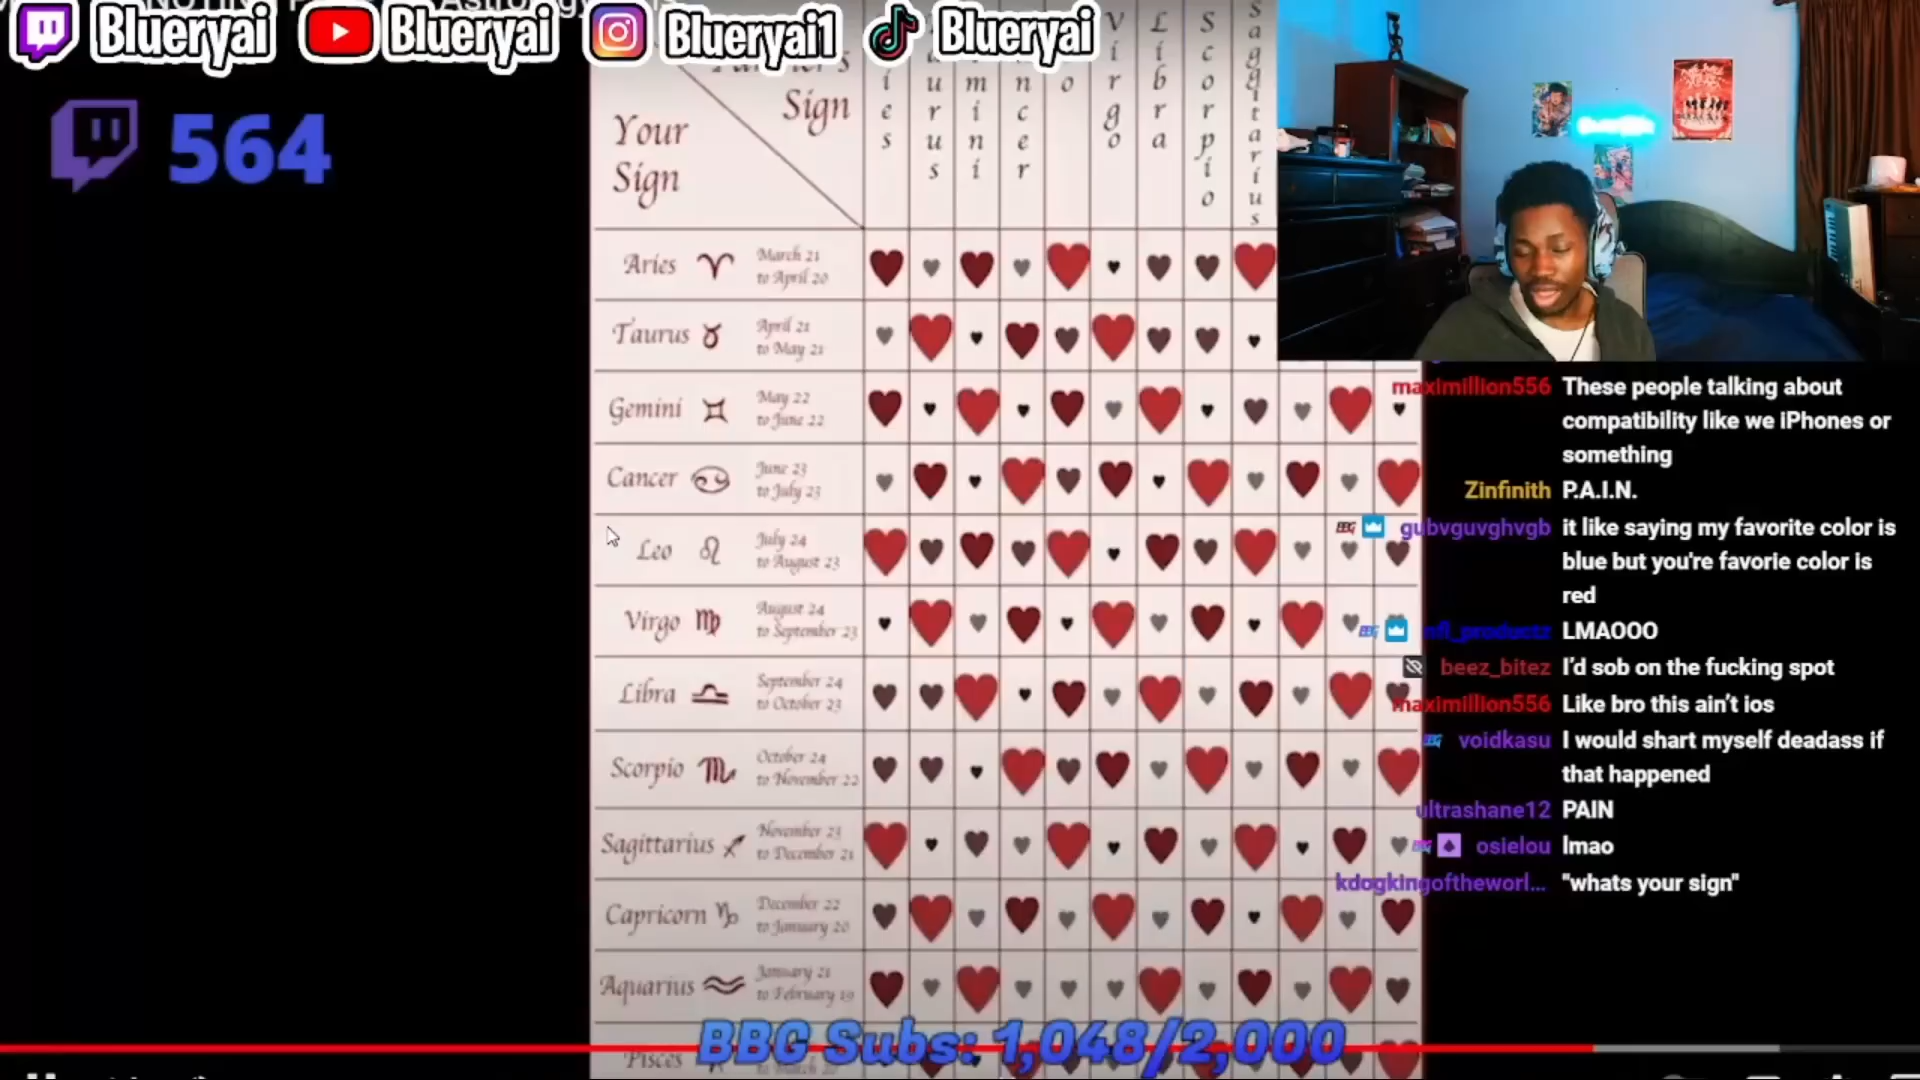 Blueryai Blueryai Blueryai1 Blueryai
564
Your
Sign
Sign
Virgo
Libra
Scorpio
Saggitarius
Aries March 21
to April 20
Taurus April 21
to May 21
Gemini May 22
to June 22
Cancer June 23
to July 23
Leo July 24
to August 23
Virgo August 24
to September 23
Libra September 24
to October 23
Scorpio October 24
to November 22
Sagittarius November 23
to December 21
Capricorn December 22
to January 20
Aquarius January 21
to February 19
Pisces
BBG Subs: 1,048/2,000
maximillion556 These people talking about
compatibility like we iPhones or
something
Zinfinith P.A.I.N.
BBG gubvguvghvgb it like saying my favorite color is
blue but you're favorie color is
red
BBG nfl_productz LMAOOO
beez_bitez I'd sob on the fucking spot
maximillion556 Like bro this ain't ios
voidkasu I would shart myself deadass if
that happened
ultrashane12 PAIN
osielou lmao
kdogkingoftheworl... "whats your sign"